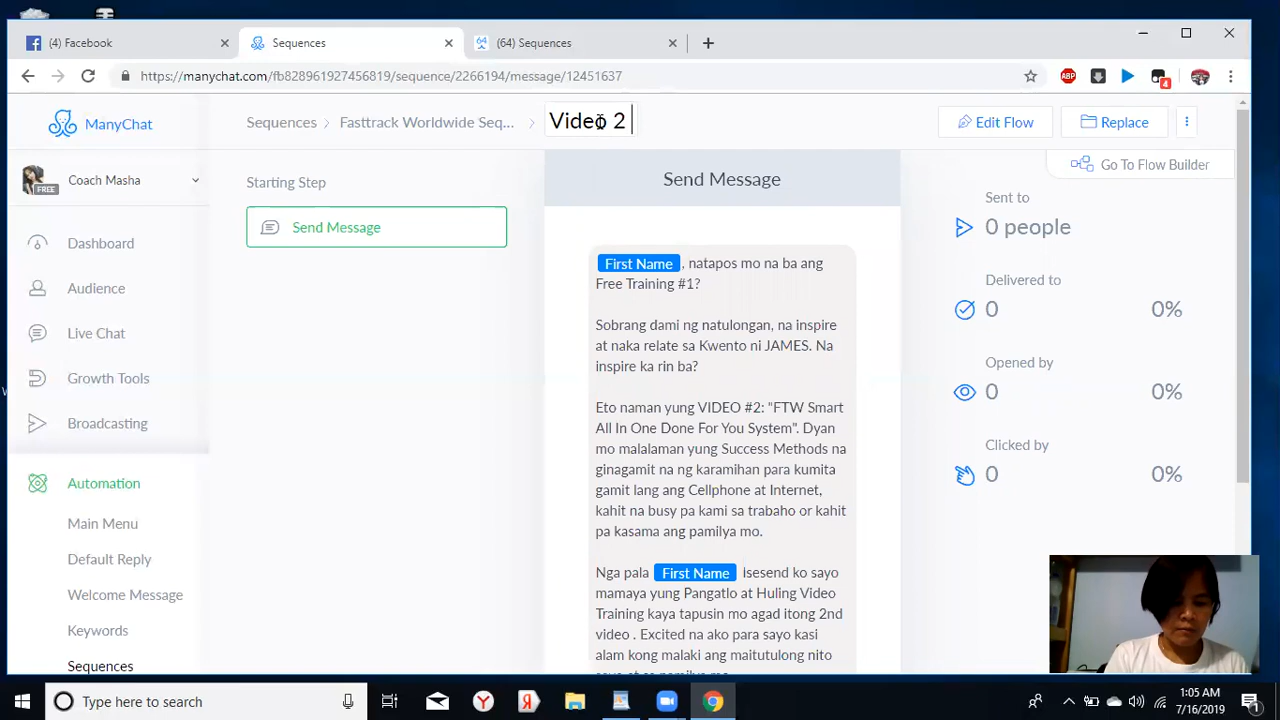 (4) Facebook
Sequences
(64) Sequences
https://manychat.com/fb828961927456819/sequence/2266194/message/12451637
ABP
4
ManyChat
Sequences
Fasttrack Worldwide Seq...
Video 2
Edit Flow
Replace
Go To Flow Builder
Coach Masha
FREE
Dashboard
Audience
Live Chat
Growth Tools
Broadcasting
Automation
Main Menu
Default Reply
Welcome Message
Keywords
Sequences
Starting Step
Send Message
Send Message
First Name , natapos mo na ba ang
Free Training #1?
Sobrang dami ng natulongan, na inspire
at naka relate sa Kwento ni JAMES. Na
inspire ka rin ba?
Eto naman yung VIDEO #2: "FTW Smart
All In One Done For You System". Dyan
mo malalaman yung Success Methods na
ginagamit na ng karamihan para kumita
gamit lang ang Cellphone at Internet,
kahit na busy pa kami sa trabaho or kahit
pa kasama ang pamilya mo.
Nga pala First Name isesend ko sayo
mamaya yung Pangatlo at Huling Video
Training kaya tapusin mo agad itong 2nd
video . Excited na ako para sayo kasi
alam kong malaki ang maitutulong nito
Sent to
0 people
Delivered to
0 0%
Opened by
0 0%
Clicked by
0 0%
Type here to search
1:05 AM
7/16/2019
1